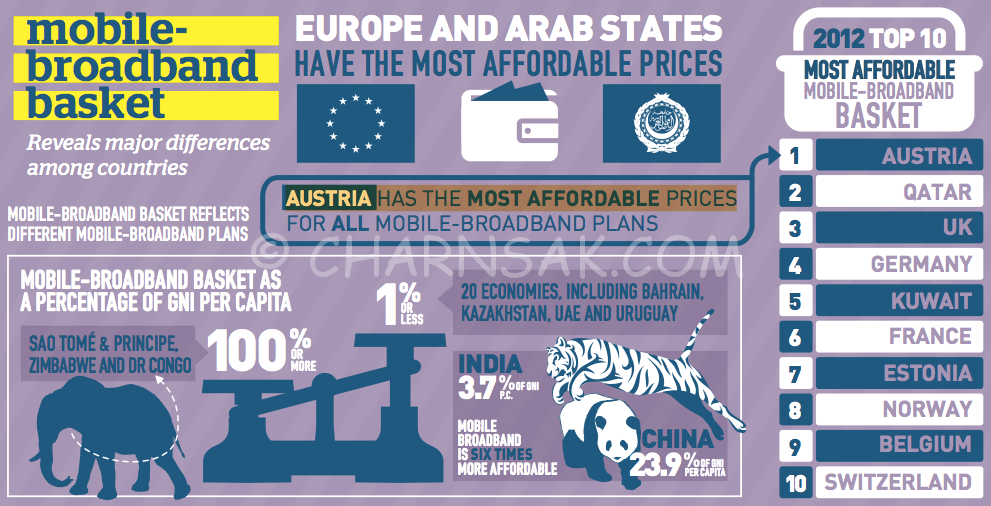 mobile-
broadband
basket
Reveals major differences
among countries
MOBILE-BROADBAND BASKET REFLECTS
DIFFERENT MOBILE-BROADBAND PLANS
EUROPE AND ARAB STATES
HAVE THE MOST AFFORDABLE PRICES
AUSTRIA HAS THE MOST AFFORDABLE PRICES
FOR ALL MOBILE-BROADBAND PLANS
© CHARNSAK.COM
MOBILE-BROADBAND BASKET AS
A PERCENTAGE OF GNI PER CAPITA
SAO TOMÉ & PRINCIPE,
ZIMBABWE AND DR CONGO
100% OR
MORE
1% OR
LESS
20 ECONOMIES, INCLUDING BAHRAIN,
KAZAKHSTAN, UAE AND URUGUAY
INDIA
3.7% OF GNI
P.C.
MOBILE
BROADBAND
IS SIX TIMES
MORE AFFORDABLE
CHINA
23.9% OF GNI
PER CAPITA
2012 TOP 10
MOST AFFORDABLE
MOBILE-BROADBAND
BASKET
1 AUSTRIA
2 QATAR
3 UK
4 GERMANY
5 KUWAIT
6 FRANCE
7 ESTONIA
8 NORWAY
9 BELGIUM
10 SWITZERLAND